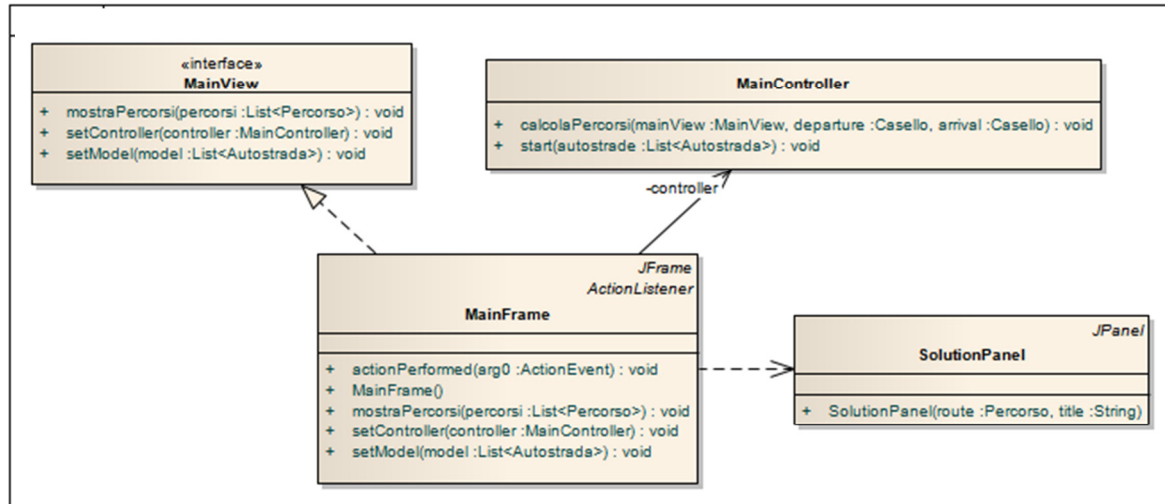 «interface»
MainView
+ mostraPercorsi(percorsi :List<Percorso>) : void
+ setController(controller :MainController) : void
+ setModel(model :List<Autostrada>) : void
MainController
+ calcolaPercorsi(mainView :MainView, departure :Casello, arrival :Casello) : void
+ start(autostrade :List<Autostrada>) : void
-controller
JFrame
ActionListener
MainFrame
+ actionPerformed(arg0 :ActionEvent) : void
+ MainFrame()
+ mostraPercorsi(percorsi :List<Percorso>) : void
+ setController(controller :MainController) : void
+ setModel(model :List<Autostrada>) : void
JPanel
SolutionPanel
+ SolutionPanel(route :Percorso, title :String)